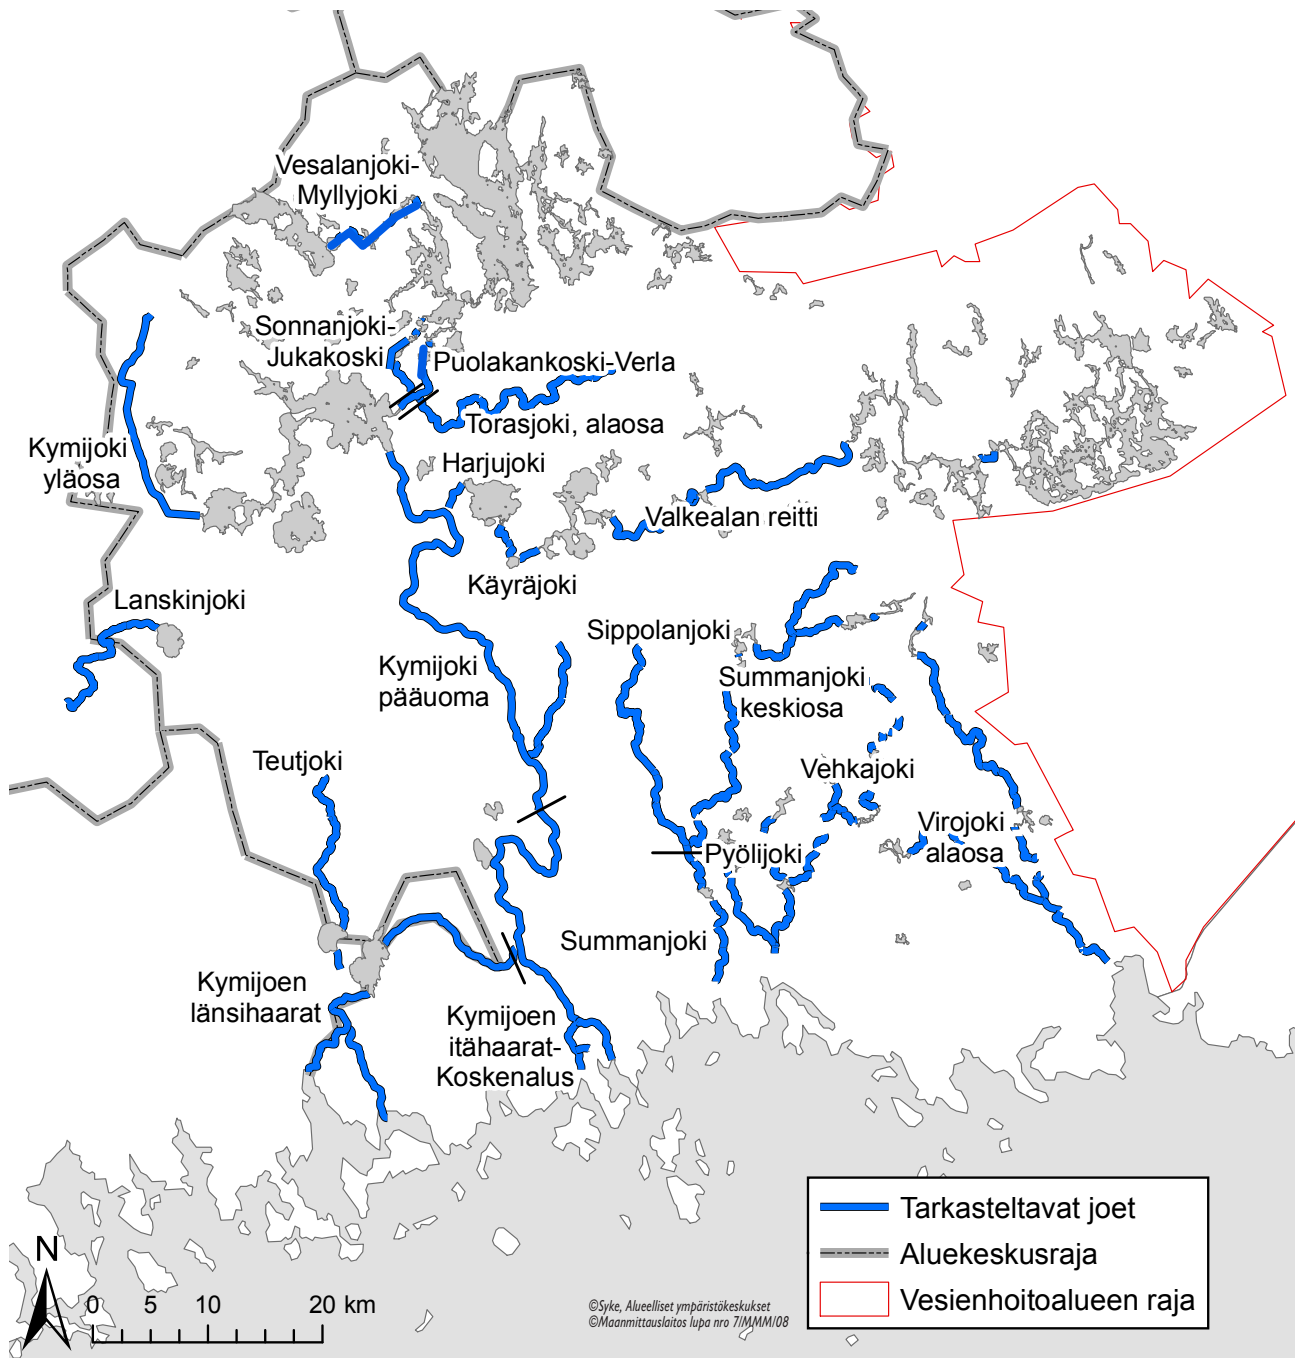 Vesalanjoki-
Myllyjoki
Sonnanjoki-
Jukakoski
Puolakankoski-Verla
Torasjoki, alaosa
Kymijoki
yläosa
Harjujoki
Valkealan reitti
Käyräjoki
Lanskinjoki
Sippolanjoki
Kymijoki
pääuoma
Summanjoki
keskiosa
Teutjoki
Vehkajoki
Virojoki
alaosa
Pyölijoki
Summanjoki
Kymijoen
länsihaarat
Kymijoen
itähaarat-
Koskenalus
Tarkasteltavat joet
Aluekeskusraja
Vesienhoitoalueen raja
N
0 5 10 20 km
©Syke, Alueelliset ympäristökeskukset
©Maanmittauslaitos lupa nro 7/MMM/08